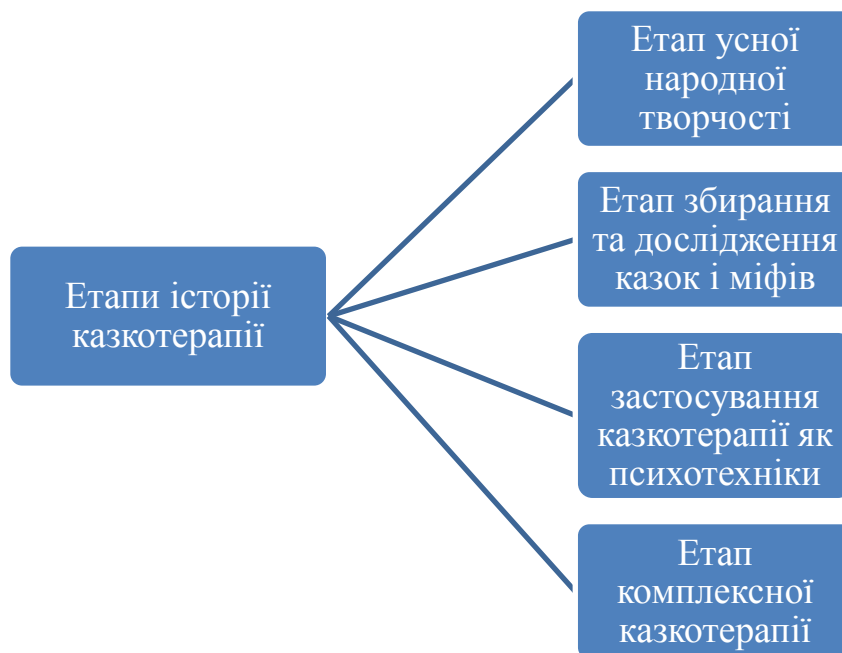 Етапи історії
казкотерапії
Етап усної
народної
творчості
Етап збирання
та дослідження
казок і міфів
Етап
застосування
казкотерапії як
психотехніки
Етап
комплексної
казкотерапії